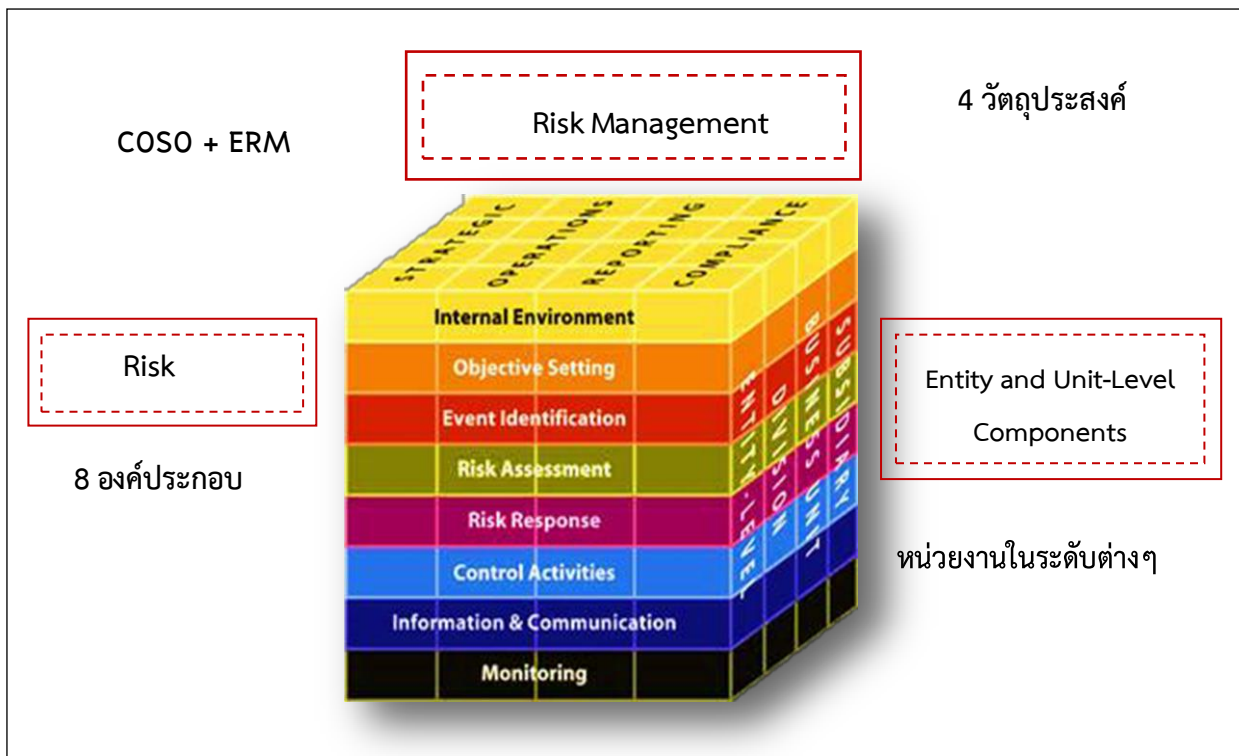 Risk Management
4 วัตถุประสงค์
COSO + ERM
STRATEGIC
OPERATIONS
REPORTING
COMPLIANCE
Internal Environment
Objective Setting
Event Identification
Risk Assessment
Risk Response
Control Activities
Information & Communication
Monitoring
ENTITY-LEVEL
DIVISION
BUSINESS UNIT
SUBSIDIRRY
Risk
8 องค์ประกอบ
Entity and Unit-Level
Components
หน่วยงานในระดับต่างๆ